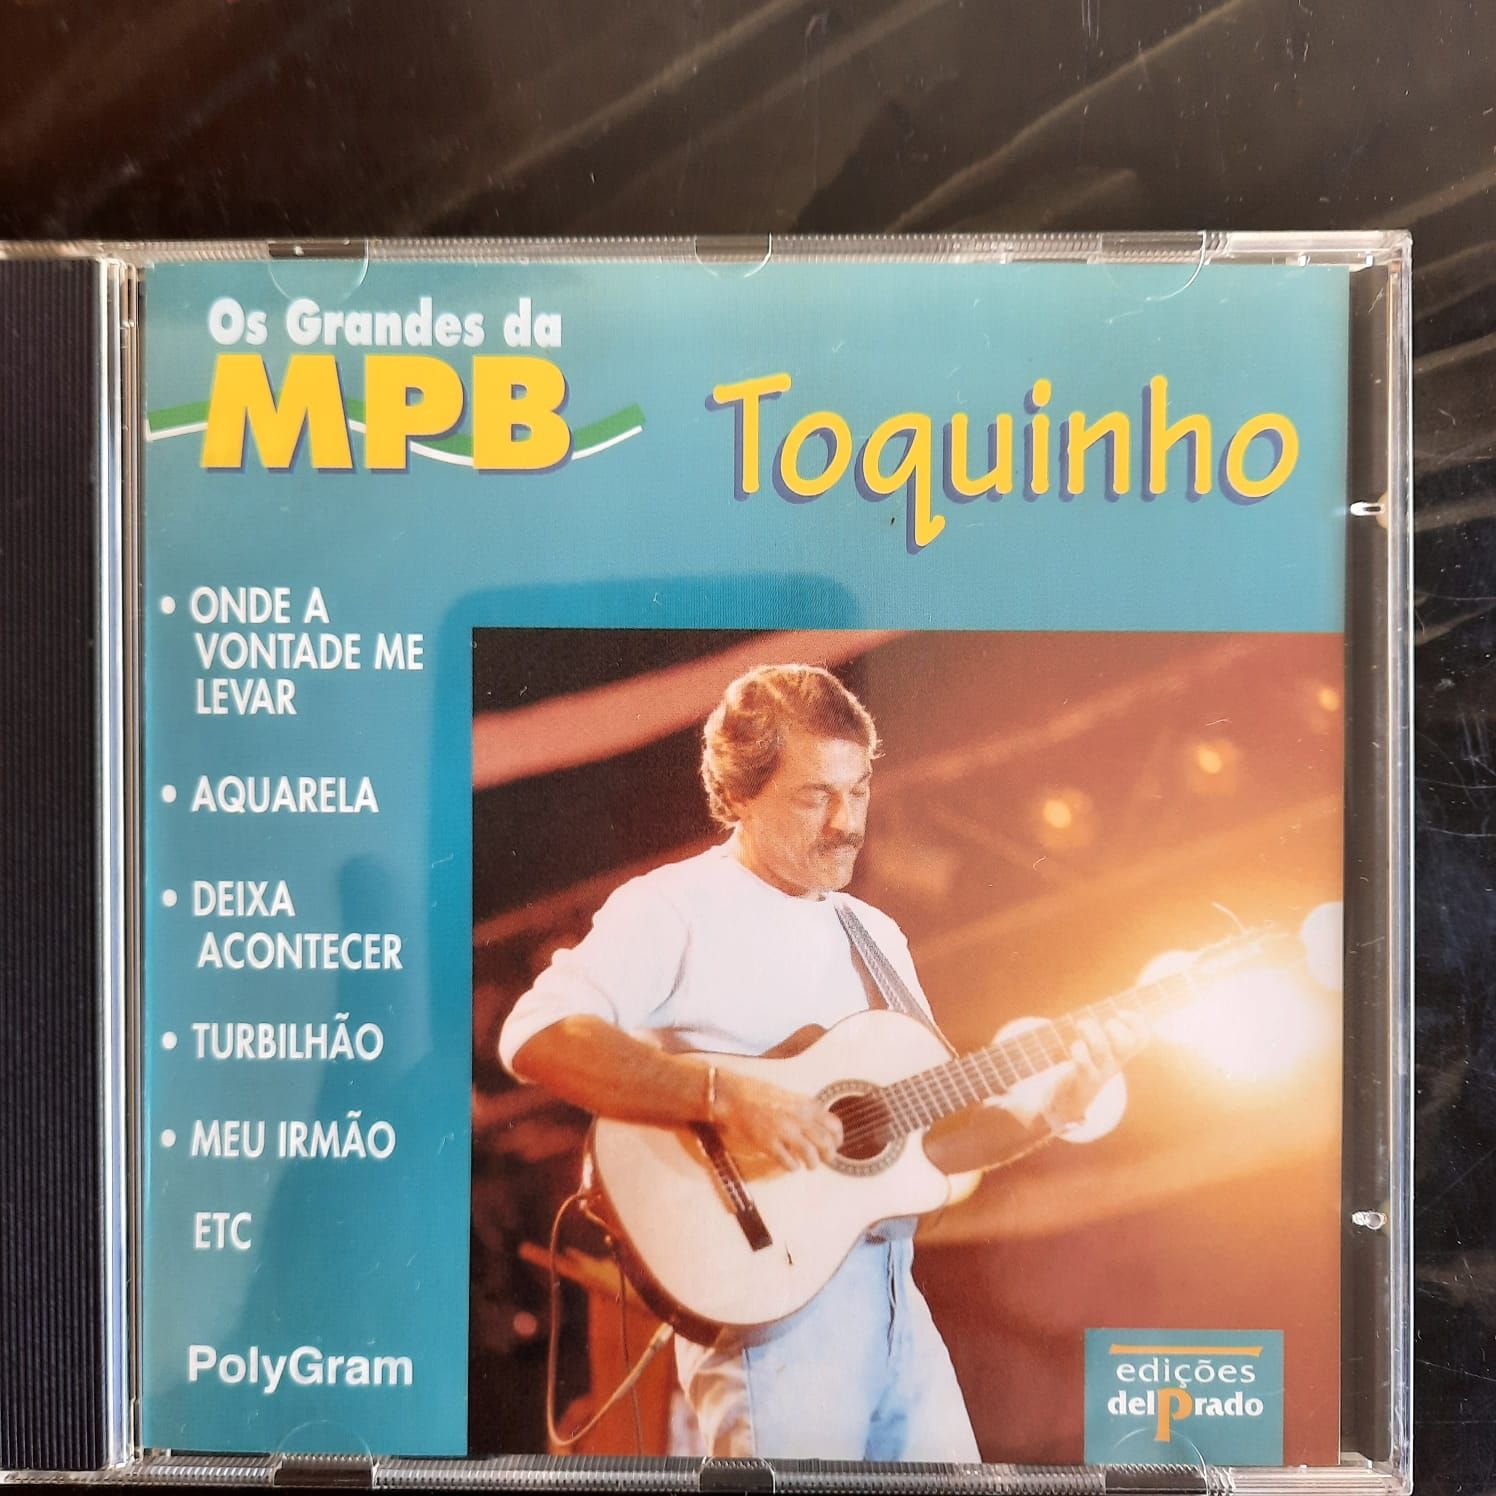 Os Grandes da
MPB
Toquinho
• ONDE A
VONTADE ME
LEVAR
• AQUARELA
• DEIXA
ACONTECER
• TURBILHÃO
• MEU IRMÃO
ETC
PolyGram
edições
delPrado